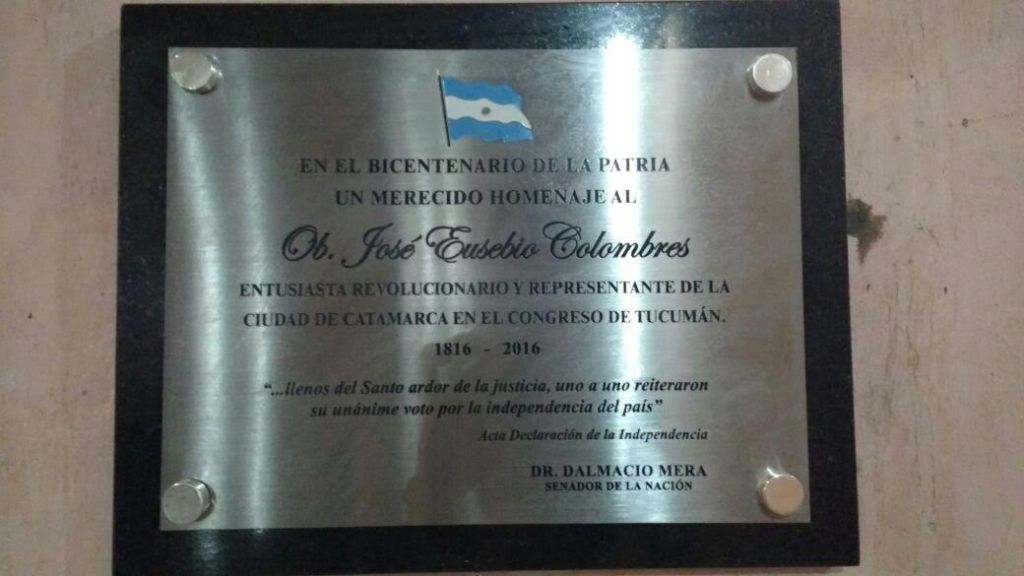 EN EL BICENTENARIO DE LA PATRIA
UN MERECIDO HOMENAJE AL
Ob. José Eusebio Colombres
ENTUSIASTA REVOLUCIONARIO Y REPRESENTANTE DE LA
CIUDAD DE CATAMARCA EN EL CONGRESO DE TUCUMÁN.
1816 - 2016
“...llenos del Santo ardor de la justicia, uno a uno reiteraron
su unánime voto por la independencia del país”
Acta Declaración de la Independencia
DR. DALMACIO MERA
SENADOR DE LA NACIÓN